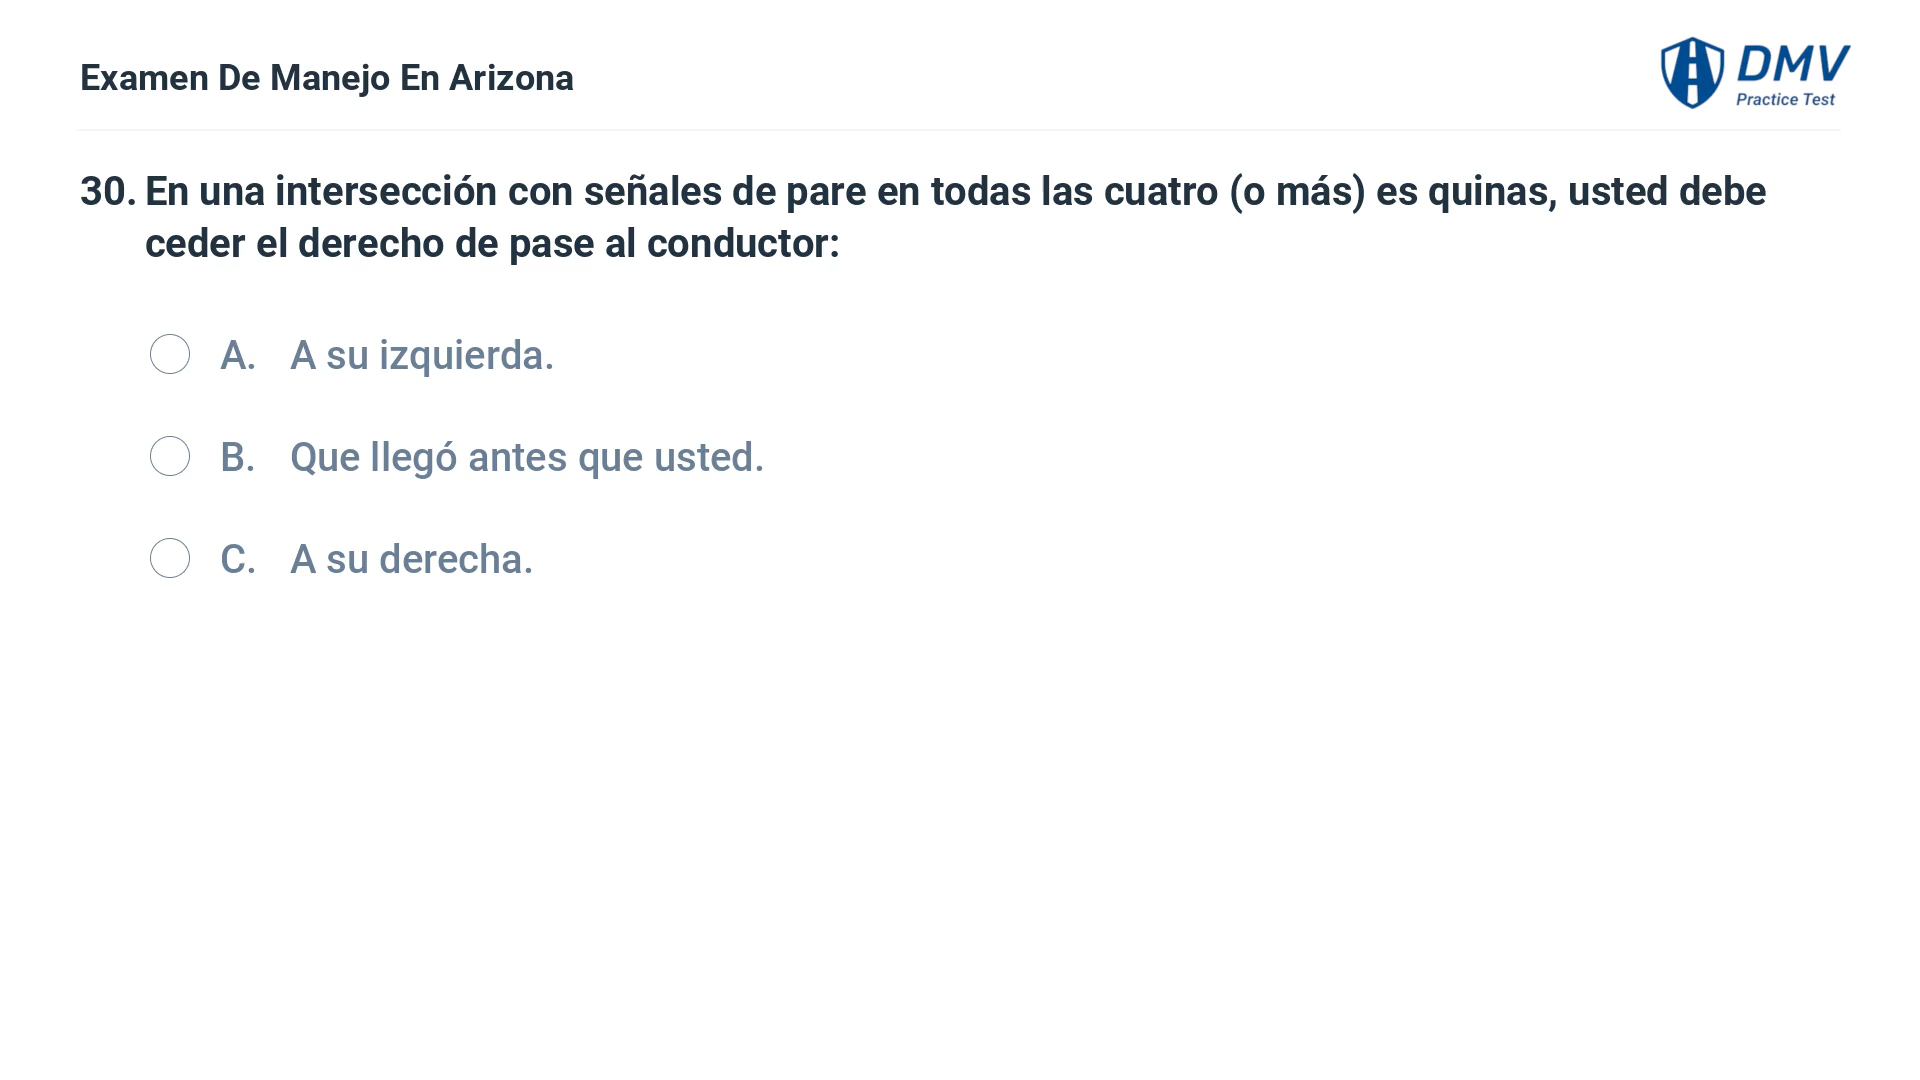 Examen De Manejo En Arizona
DMV
Practice Test
30. En una intersección con señales de pare en todas las cuatro (o más) es quinas, usted debe
ceder el derecho de pase al conductor:
A. A su izquierda.
B. Que llegó antes que usted.
C. A su derecha.